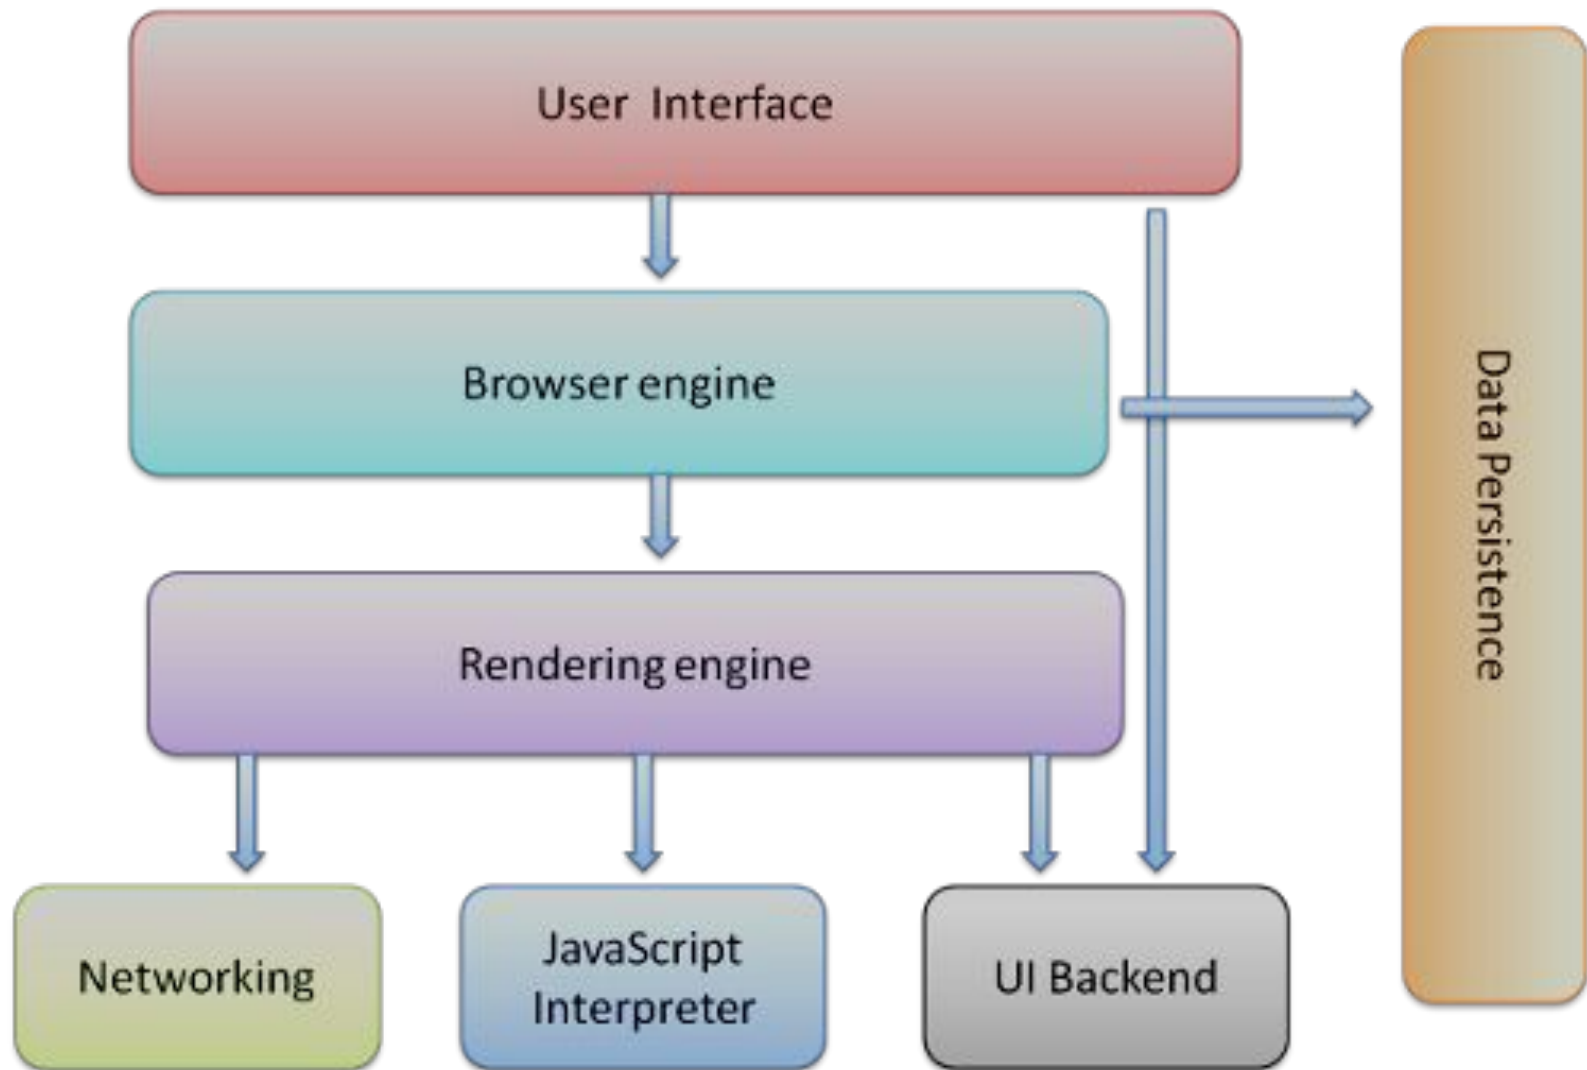 User Interface
Browser engine
Data Persistence
Rendering engine
Networking
JavaScript
Interpreter
UI Backend